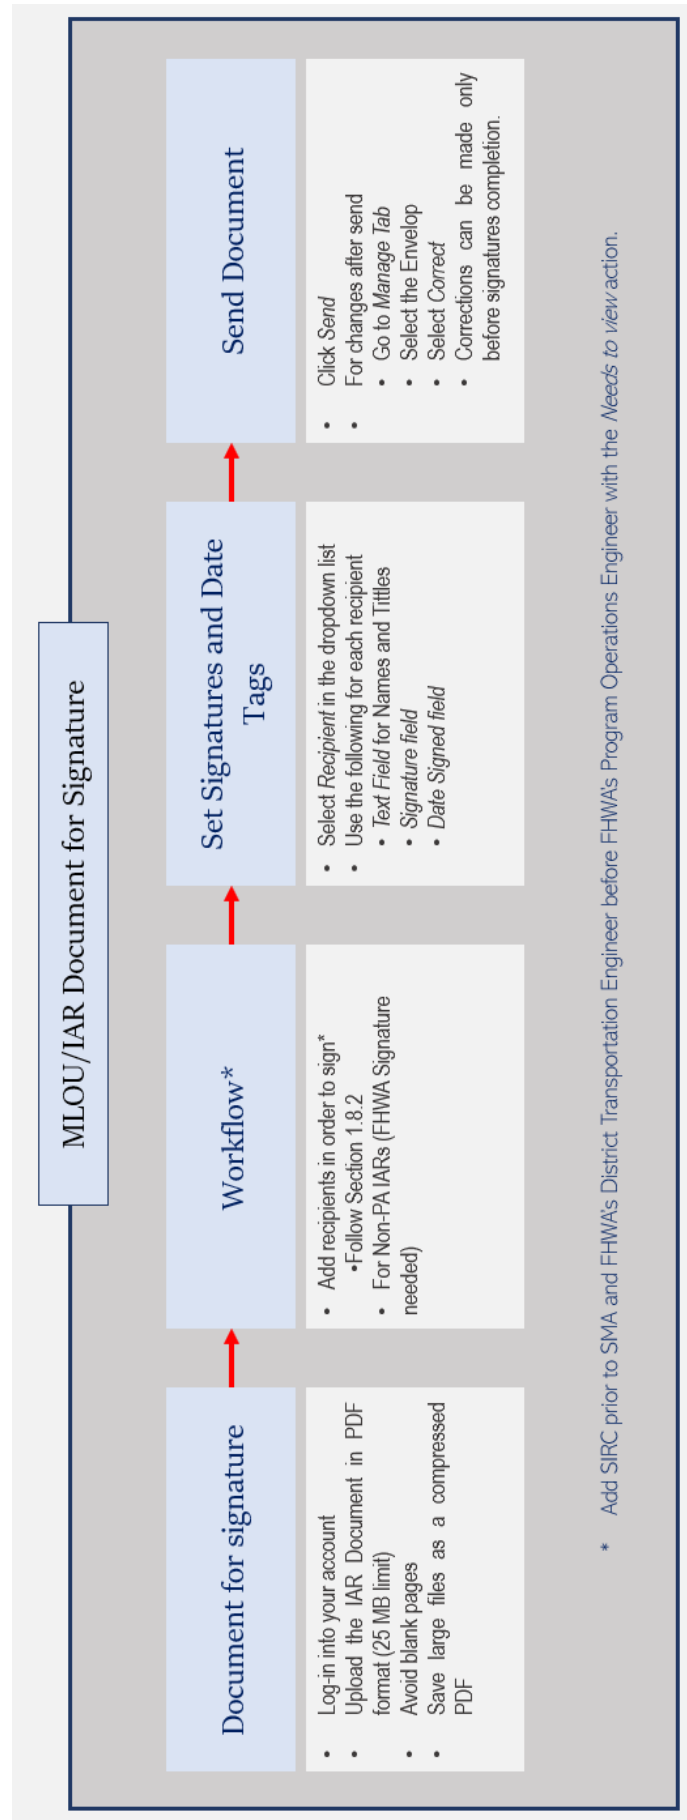 MLOU/IAR Document for Signature
Document for signature
• Log-in into your account
• Upload the IAR Document in PDF
format (25 MB limit)
• Avoid blank pages
• Save large files as a compressed
PDF
Workflow*
• Add recipients in order to sign*
•Follow Section 1.8.2
• For Non-PA IARs (FHWA Signature
needed)
Set Signatures and Date
Tags
• Select Recipient in the dropdown list
• Use the following for each recipient
• Text Field for Names and Tittles
• Signature field
• Date Signed field
Send Document
• Click Send
• For changes after send
• Go to Manage Tab
• Select the Envelop
• Select Correct
• Corrections can be made only
before signatures completion.
* Add SIRC prior to SMA and FHWA's District Transportation Engineer before FHWA's Program Operations Engineer with the Needs to view action.